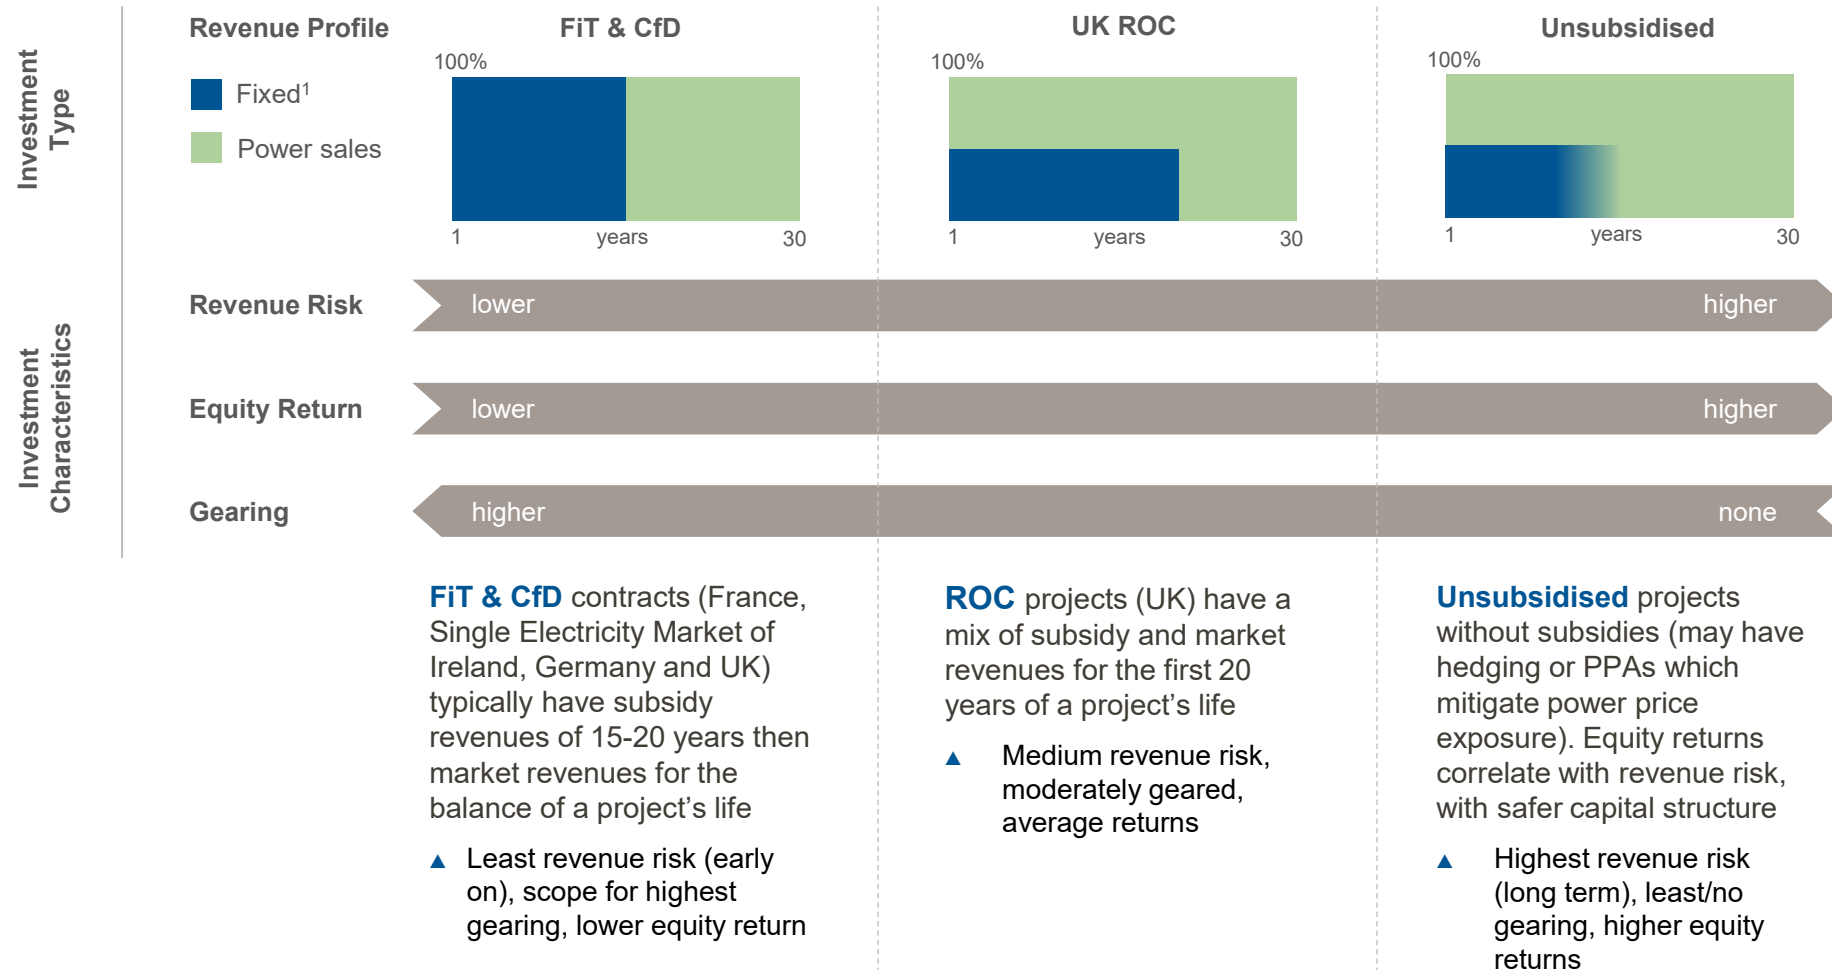 Investment
Type
Revenue Profile
Fixed¹
Power sales
FiT & CfD
100%
1
years
30
UK ROC
100%
1
years
30
Unsubsidised
100%
1
years
30
Investment
Characteristics
Revenue Risk
lower
higher
Equity Return
lower
higher
Gearing
higher
none
FiT & CfD contracts (France,
Single Electricity Market of
Ireland, Germany and UK)
typically have subsidy
revenues of 15-20 years then
market revenues for the
balance of a project’s life
▲ Least revenue risk (early
on), scope for highest
gearing, lower equity return
ROC projects (UK) have a
mix of subsidy and market
revenues for the first 20
years of a project’s life
▲ Medium revenue risk,
moderately geared,
average returns
Unsubsidised projects
without subsidies (may have
hedging or PPAs which
mitigate power price
exposure). Equity returns
correlate with revenue risk,
with safer capital structure
▲ Highest revenue risk
(long term), least/no
gearing, higher equity
returns